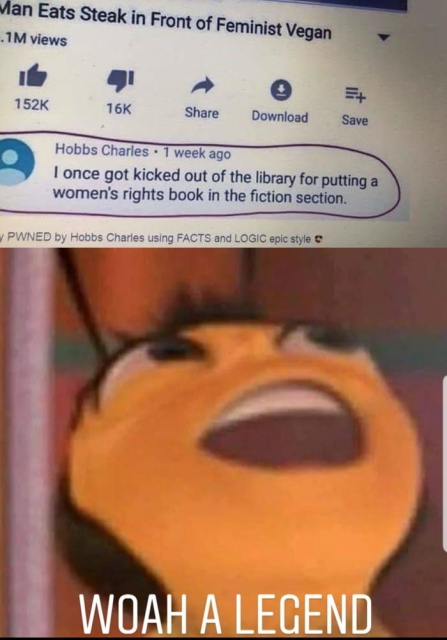 Man Eats Steak in Front of Feminist Vegan
.1M views
152K
16K
Share
Download
Save
Hobbs Charles • 1 week ago
I once got kicked out of the library for putting a
women's rights book in the fiction section.
y PWNED by Hobbs Charles using FACTS and LOGIC epic style
WOAH A LEGEND